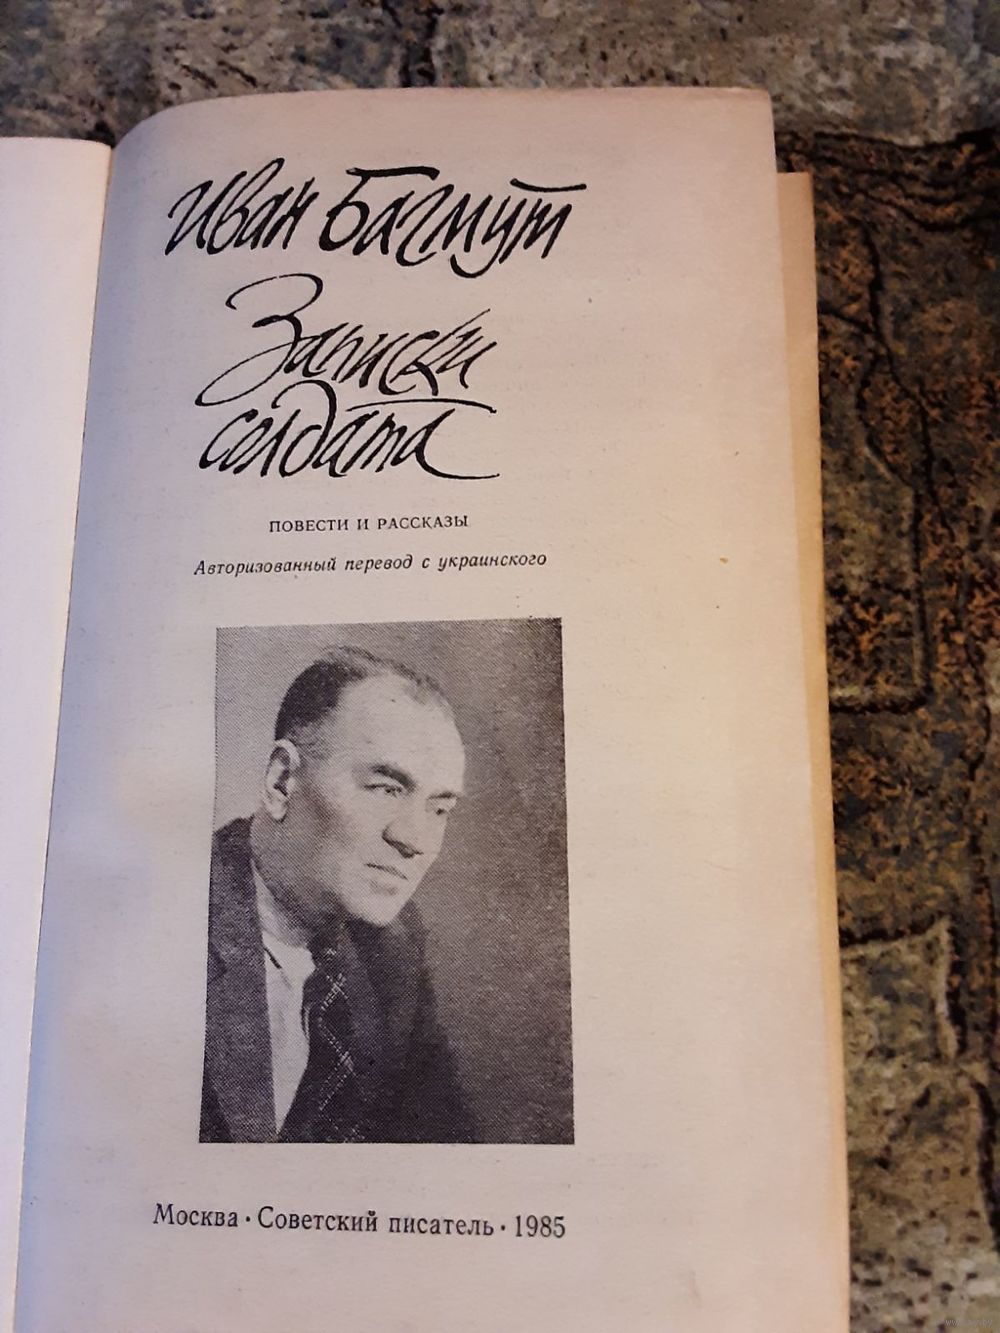 Иван Багмут
Записки
солдата
ПОВЕСТИ И РАССКАЗЫ
Авторизованный перевод с украинского
Москва · Советский писатель · 1985